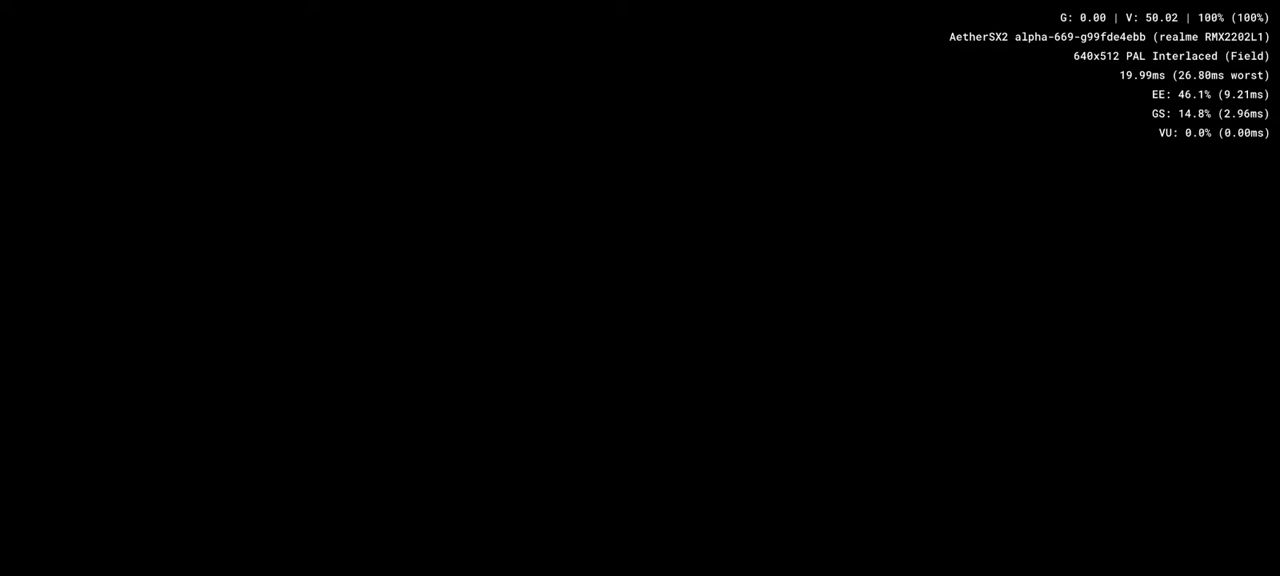 G: 0.00 | V: 50.02 | 100% (100%)
AetherSX2 alpha-669-g99fde4ebb (realme RMX2202L1)
640x512 PAL Interlaced (Field)
19.99ms (26.80ms worst)
EE: 46.1% (9.21ms)
GS: 14.8% (2.96ms)
VU: 0.0% (0.00ms)